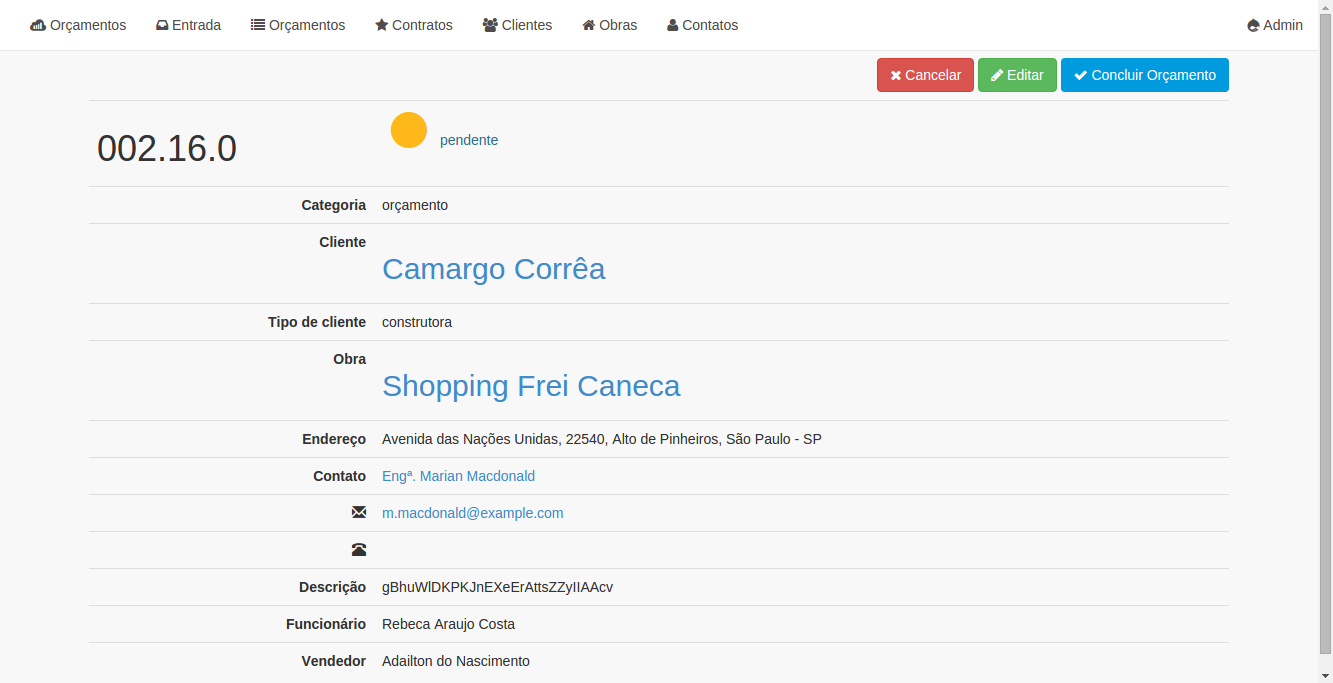 Orçamentos Entrada Orçamentos Contratos Clientes Obras Contatos Admin
Cancelar Editar Concluir Orçamento
002.16.0 pendente
Categoria orçamento
Cliente
Camargo Corrêa
Tipo de cliente construtora
Obra
Shopping Frei Caneca
Endereço Avenida das Nações Unidas, 22540, Alto de Pinheiros, São Paulo - SP
Contato Engª. Marian Macdonald
m.macdonald@example.com
Descrição gBhuWlDKPKJnEXeErAttsZZyIIAAcv
Funcionário Rebeca Araujo Costa
Vendedor Adailton do Nascimento